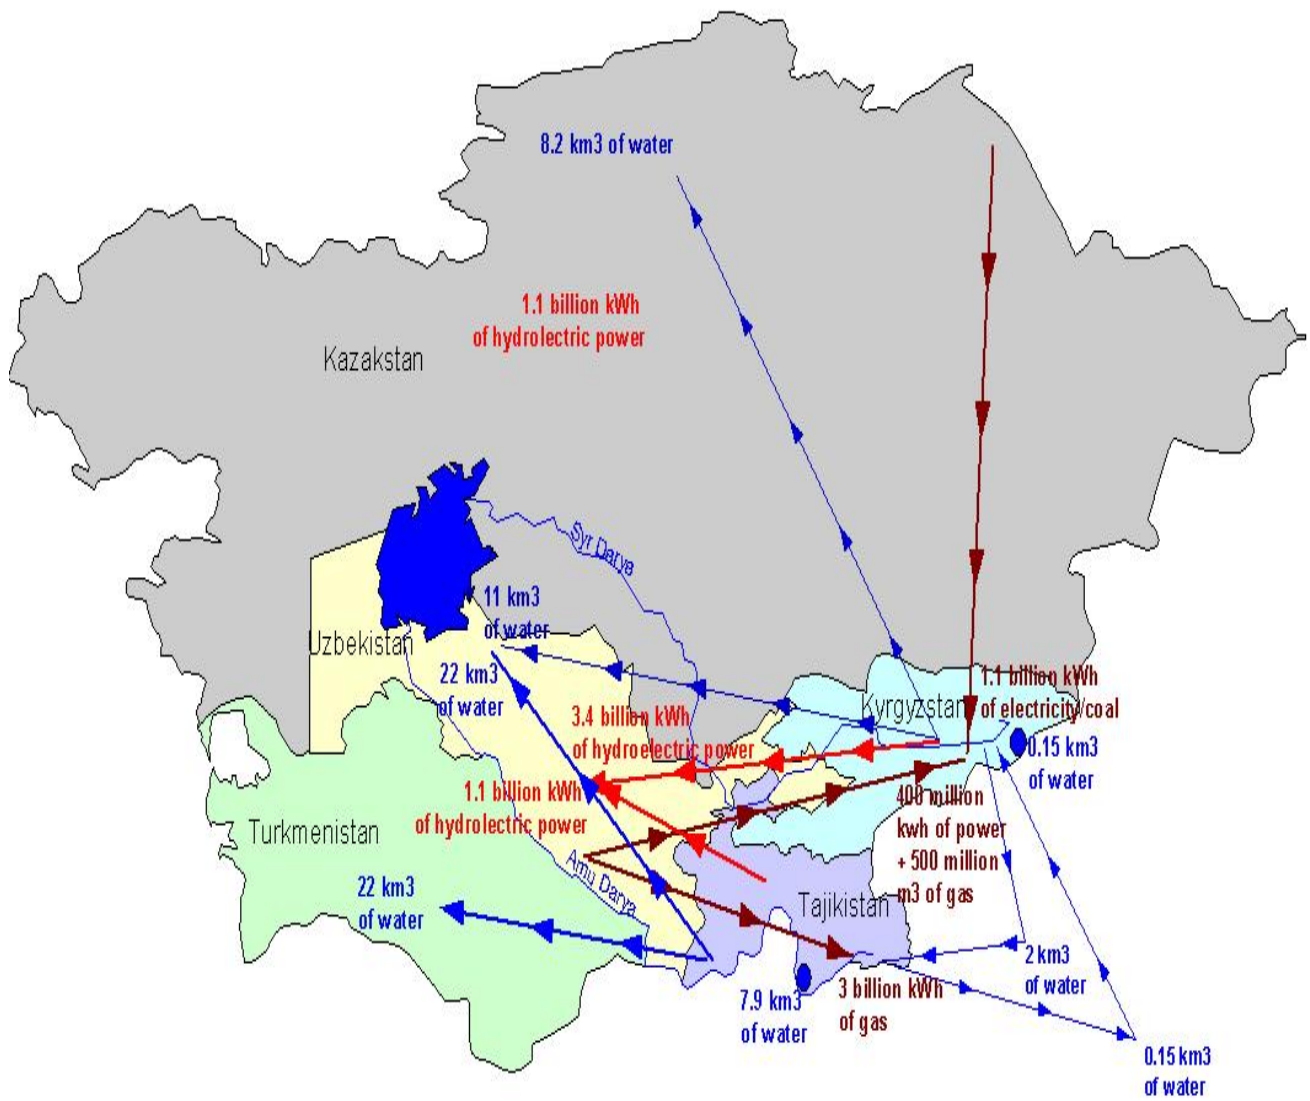 8.2 km3 of water
1.1 billion kWh
of hydrolectric power
Kazakstan
Syr Darya
11 km3
of water
Uzbekistan
22 km3
of water
3.4 billion kWh
of hydroelectric power
Kyrgyzstan
1.1 billion kWh
of electricity/coal
0.15 km3
of water
1.1 billion kWh
of hydrolectric power
400 million
kwh of power
+ 500 million
m3 of gas
Turkmenistan
Amu Darya
22 km3
of water
Tajikistan
2 km3
of water
7.9 km3
of water
3 billion kWh
of gas
0.15 km3
of water